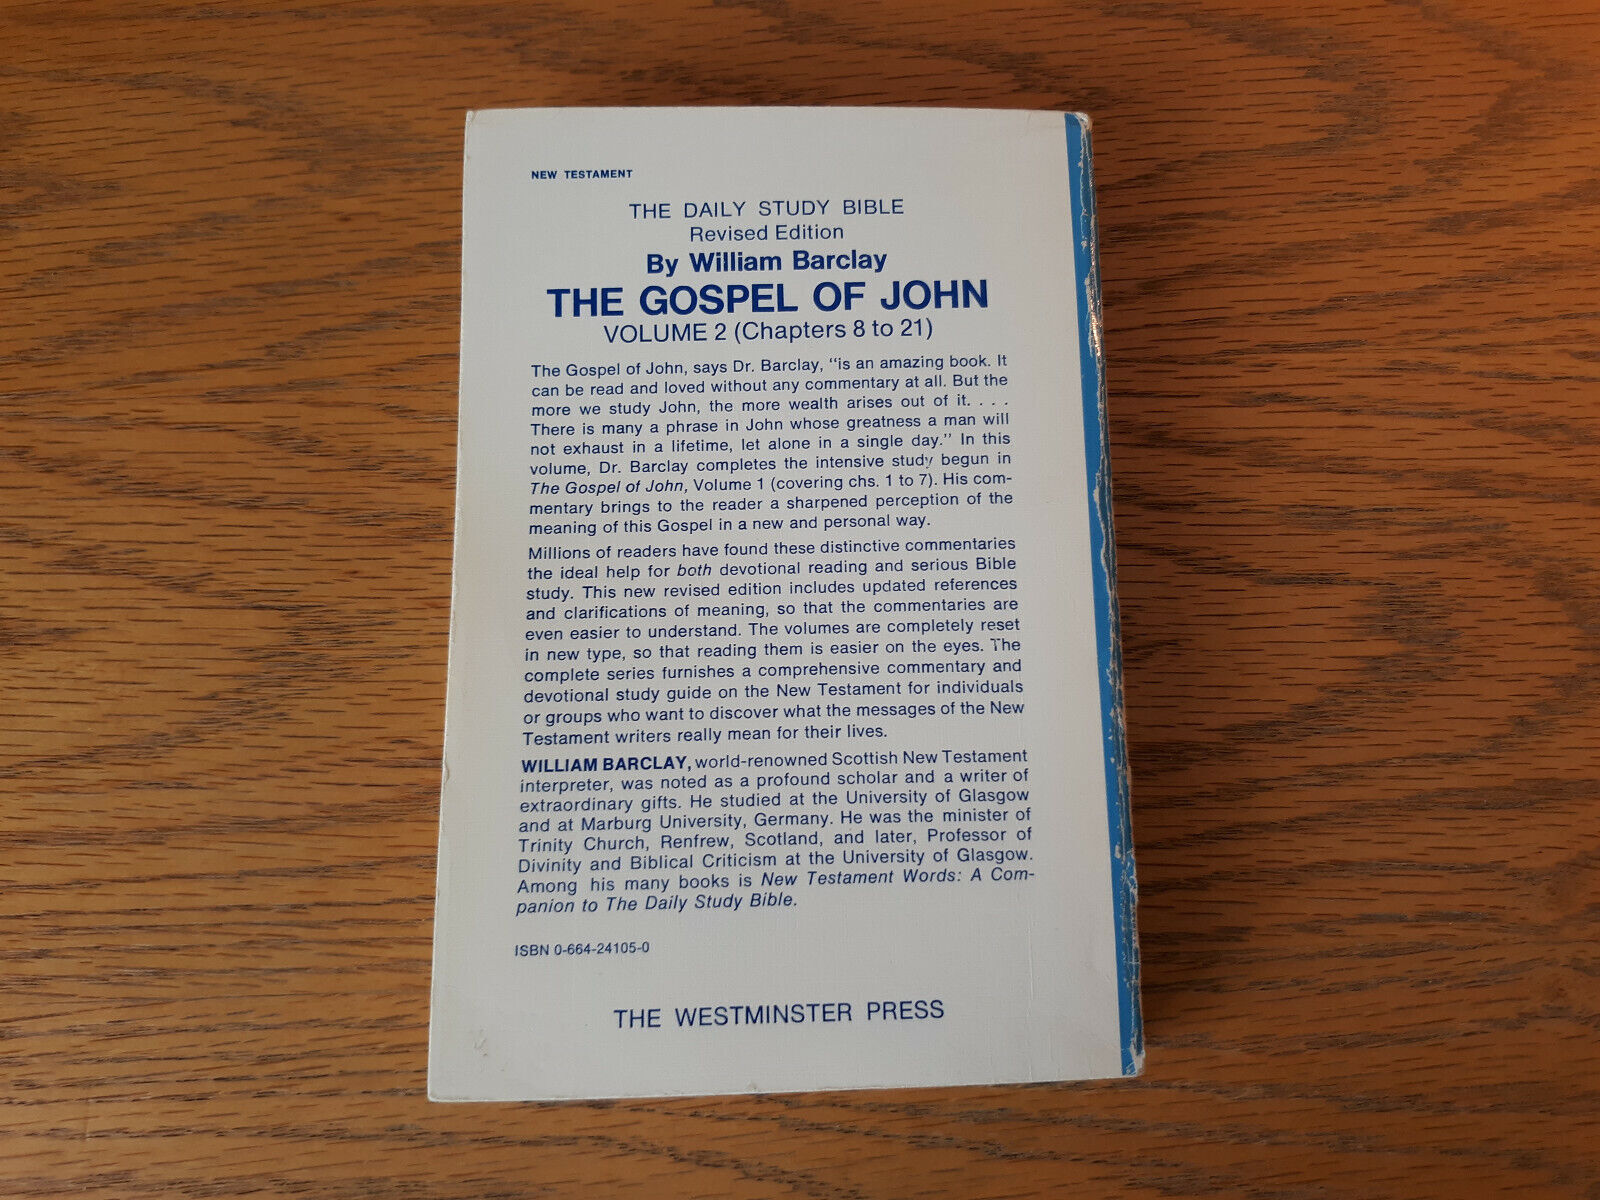 NEW TESTAMENT
THE DAILY STUDY BIBLE
Revised Edition
By William Barclay
THE GOSPEL OF JOHN
VOLUME 2 (Chapters 8 to 21)
The Gospel of John, says Dr. Barclay, "is an amazing book. It
can be read and loved without any commentary at all. But the
more we study John, the more wealth arises out of it. . . .
There is many a phrase in John whose greatness a man will
not exhaust in a lifetime, let alone in a single day." In this
volume, Dr. Barclay completes the intensive study begun in
The Gospel of John, Volume 1 (covering chs. 1 to 7). His com-
mentary brings to the reader a sharpened perception of the
meaning of this Gospel in a new and personal way.
Millions of readers have found these distinctive commentaries
the ideal help for both devotional reading and serious Bible
study. This new revised edition includes updated references
and clarifications of meaning, so that the commentaries are
even easier to understand. The volumes are completely reset
in new type, so that reading them is easier on the eyes. The
complete series furnishes a comprehensive commentary and
devotional study guide on the New Testament for individuals
or groups who want to discover what the messages of the New
Testament writers really mean for their lives.
WILLIAM BARCLAY, world-renowned Scottish New Testament
interpreter, was noted as a profound scholar and a writer of
extraordinary gifts. He studied at the University of Glasgow
and at Marburg University, Germany. He was the minister of
Trinity Church, Renfrew, Scotland, and later, Professor of
Divinity and Biblical Criticism at the University of Glasgow.
Among his many books is New Testament Words: A Com-
panion to The Daily Study Bible.
ISBN 0-664-24105-0
THE WESTMINSTER PRESS